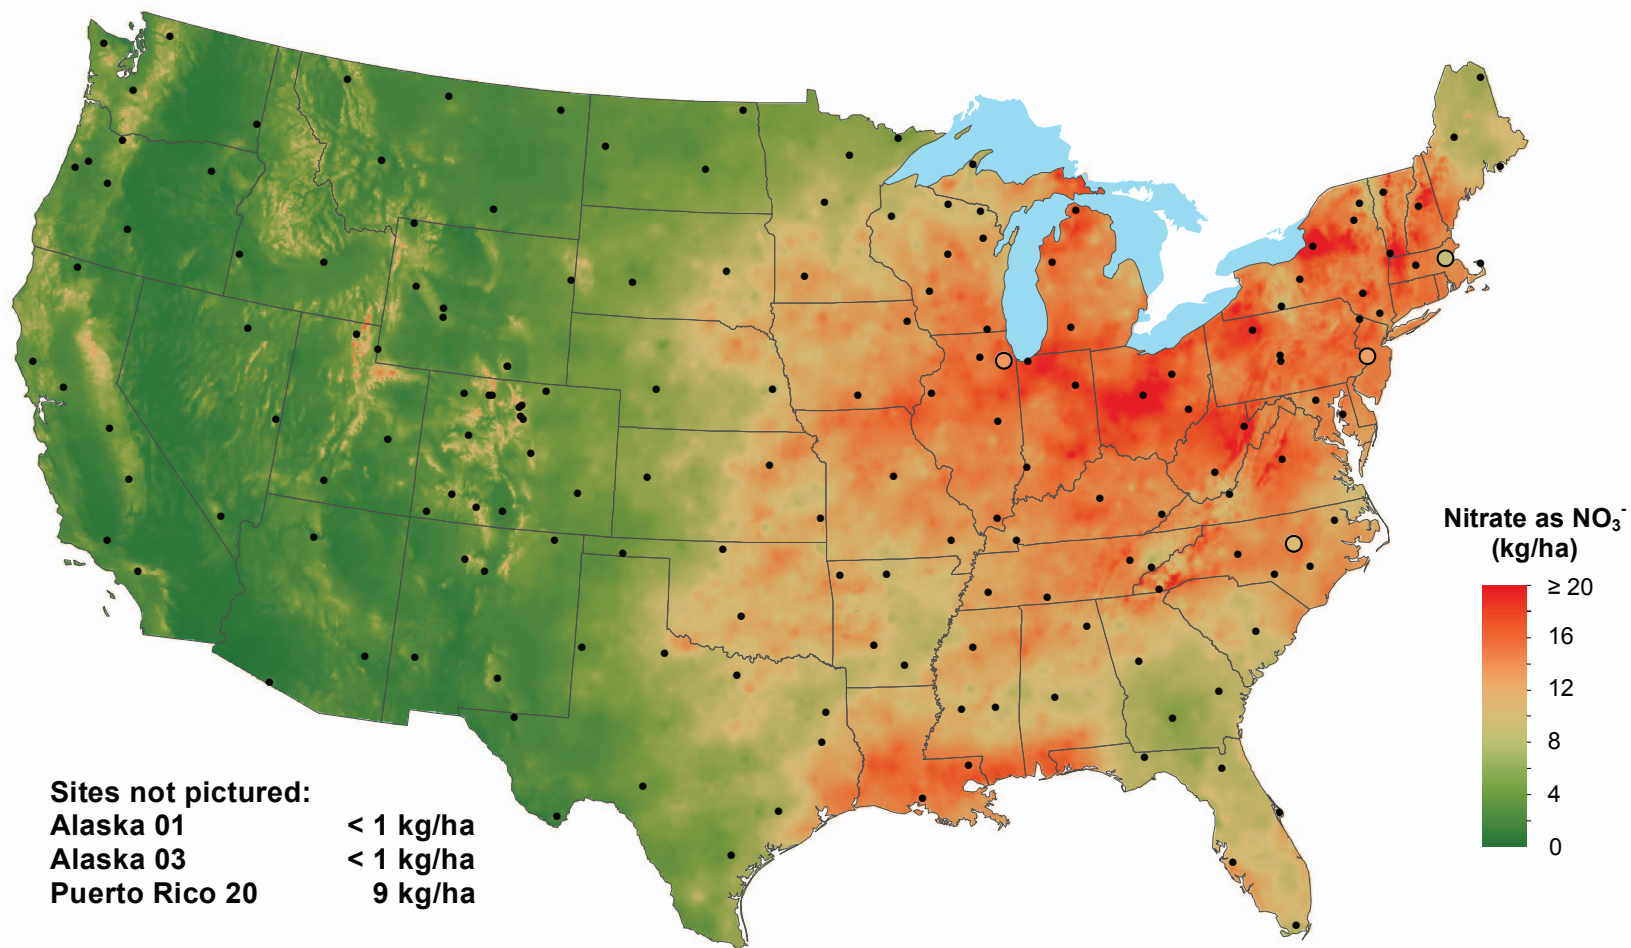 Nitrate as NO₃⁻
(kg/ha)
≥ 20
16
12
8
4
0
Sites not pictured:
Alaska 01 < 1 kg/ha
Alaska 03 < 1 kg/ha
Puerto Rico 20 9 kg/ha